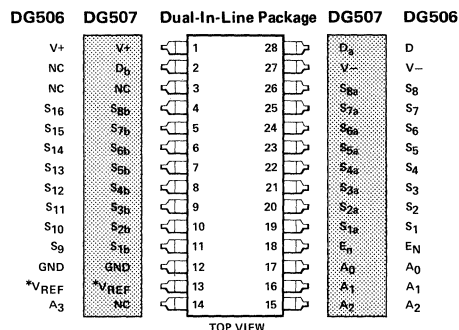 DG506 DG507 Dual-In-Line Package DG507 DG506
V+ V+ 1 28 Da D
NC Db 2 27 V− V−
NC NC 3 26 S8a S8
S16 S8b 4 25 S7a S7
S15 S7b 5 24 S6a S6
S14 S6b 6 23 S5a S5
S13 S5b 7 22 S4a S4
S12 S4b 8 21 S3a S3
S11 S3b 9 20 S2a S2
S10 S2b 10 19 S1a S1
S9 S1b 11 18 En EN
GND GND 12 17 A0 A0
*VREF *VREF 13 16 A1 A1
A3 NC 14 15 A2 A2
TOP VIEW